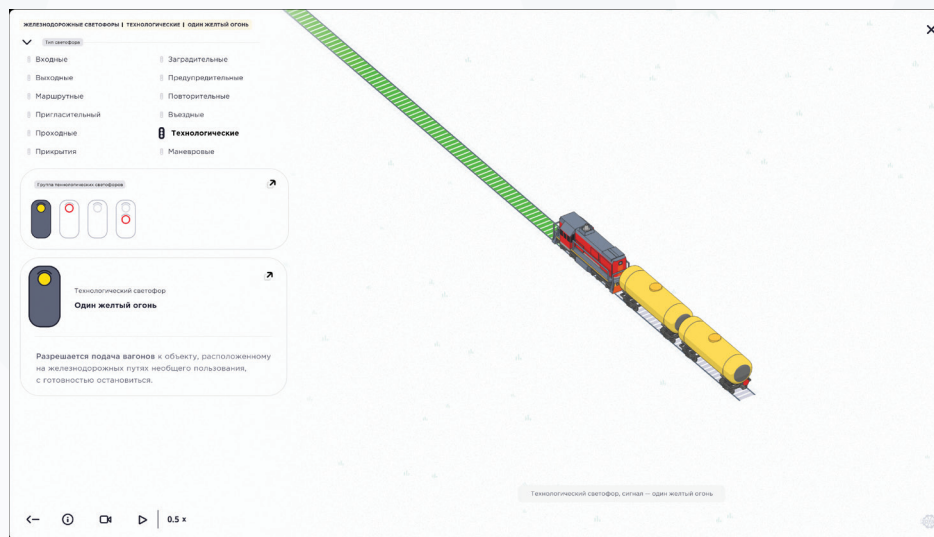 ЖЕЛЕЗНОДОРОЖНЫЕ СВЕТОФОРЫ | ТЕХНОЛОГИЧЕСКИЕ | ОДИН ЖЕЛТЫЙ ОГОНЬ
Тип светофора
Входные
Выходные
Маршрутные
Пригласительный
Проходные
Прикрытия
Заградительные
Предупредительные
Повторительные
Въездные
Технологические
Маневровые
Группа технологических светофоров
Технологический светофор
Один желтый огонь
Разрешается подача вагонов к объекту, расположенному
на железнодорожных путях необщего пользования,
с готовностью остановиться.
Технологический светофор, сигнал — один желтый огонь
0.5 x